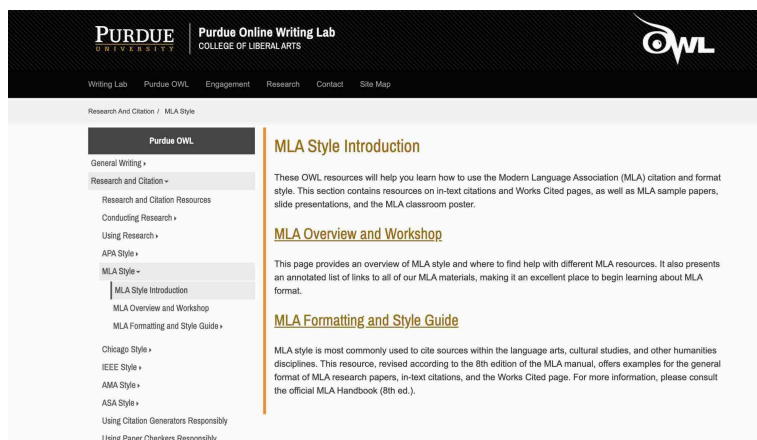 PURDUE
UNIVERSITY
Purdue Online Writing Lab
COLLEGE OF LIBERAL ARTS
OWL
Writing Lab Purdue OWL Engagement Research Contact Site Map
Research And Citation / MLA Style
Purdue OWL
General Writing
Research and Citation
Research and Citation Resources
Conducting Research
Using Research
APA Style
MLA Style
MLA Style Introduction
MLA Overview and Workshop
MLA Formatting and Style Guide
Chicago Style
IEEE Style
AMA Style
ASA Style
Using Citation Generators Responsibly
Using Paper Checkers Responsibly
MLA Style Introduction
These OWL resources will help you learn how to use the Modern Language Association (MLA) citation and format
style. This section contains resources on in-text citations and Works Cited pages, as well as MLA sample papers,
slide presentations, and the MLA classroom poster.
MLA Overview and Workshop
This page provides an overview of MLA style and where to find help with different MLA resources. It also presents
an annotated list of links to all of our MLA materials, making it an excellent place to begin learning about MLA
format.
MLA Formatting and Style Guide
MLA style is most commonly used to cite sources within the language arts, cultural studies, and other humanities
disciplines. This resource, revised according to the 8th edition of the MLA manual, offers examples for the general
format of MLA research papers, in-text citations, and the Works Cited page. For more information, please consult
the official MLA Handbook (8th ed.).